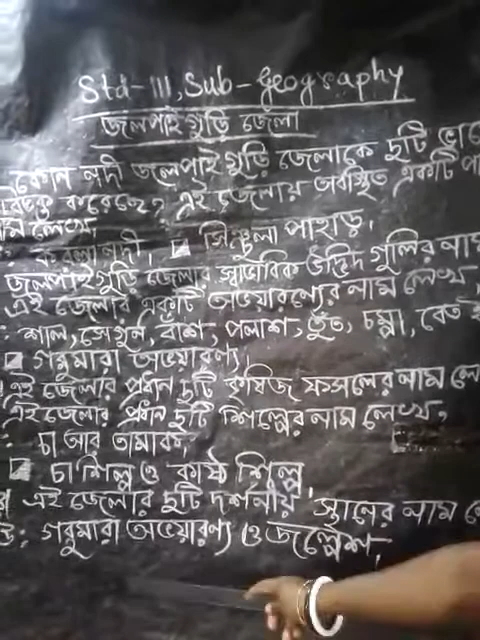 Std-III, Sub-Geography
জলপাইগুড়ি জেলা
কোন নদী জলপাইগুড়ি জেলাকে দুটি ভাগে
বিভক্ত করেছে? এই জেলায় অবস্থিত একটি
নাম লেখ,
করলা নদী। সিঞ্চুলা পাহাড়।
জলপাইগুড়ি জেলার স্বাভাবিক উদ্ভিদ গুলির নাম
এই জেলার একটি অভয়ারণ্যের নাম লেখ,
শাল, সেগুন, বাঁশ, পলাশ, তুঁত, চম্পা, বেত
গরুমারা অভয়ারণ্য।
এই জেলার প্রধান দুটি কৃষিজ ফসলের নাম লে
এই জেলার প্রধান দুটি শিল্পের নাম লেখ,
চা আর তামাক,
চা শিল্প ও কাষ্ঠ শিল্প,
এই জেলার দুটি দর্শনীয় স্থানের নাম
: গরুমারা অভয়ারণ্য ও জল্পেশ,